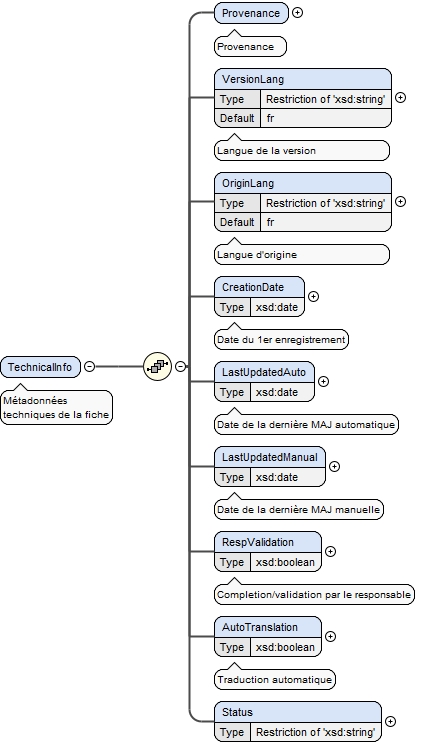 Provenance
Provenance
VersionLang
Type Restriction of 'xsd:string'
Default fr
Langue de la version
OriginLang
Type Restriction of 'xsd:string'
Default fr
Langue d'origine
CreationDate
Type xsd:date
Date du 1er enregistrement
TechnicalInfo
Métadonnées
techniques de la fiche
LastUpdatedAuto
Type xsd:date
Date de la dernière MAJ automatique
LastUpdatedManual
Type xsd:date
Date de la dernière MAJ manuelle
RespValidation
Type xsd:boolean
Completion/validation par le responsable
AutoTranslation
Type xsd:boolean
Traduction automatique
Status
Type Restriction of 'xsd:string'